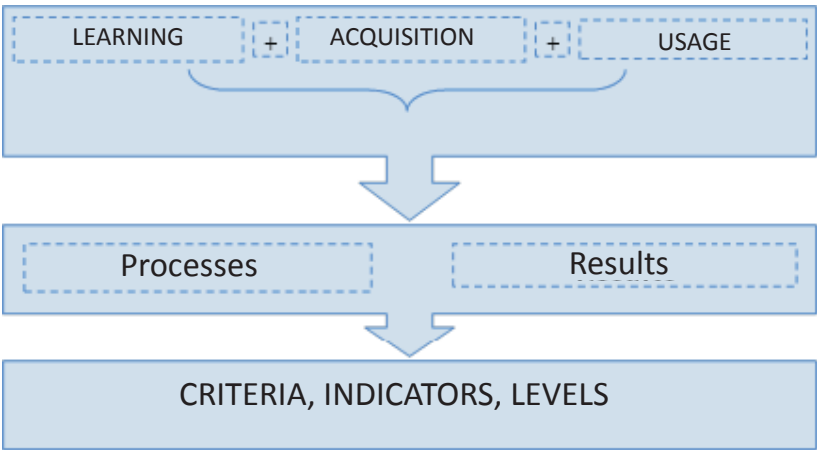 LEARNING + ACQUISITION + USAGE
Processes Results
CRITERIA, INDICATORS, LEVELS